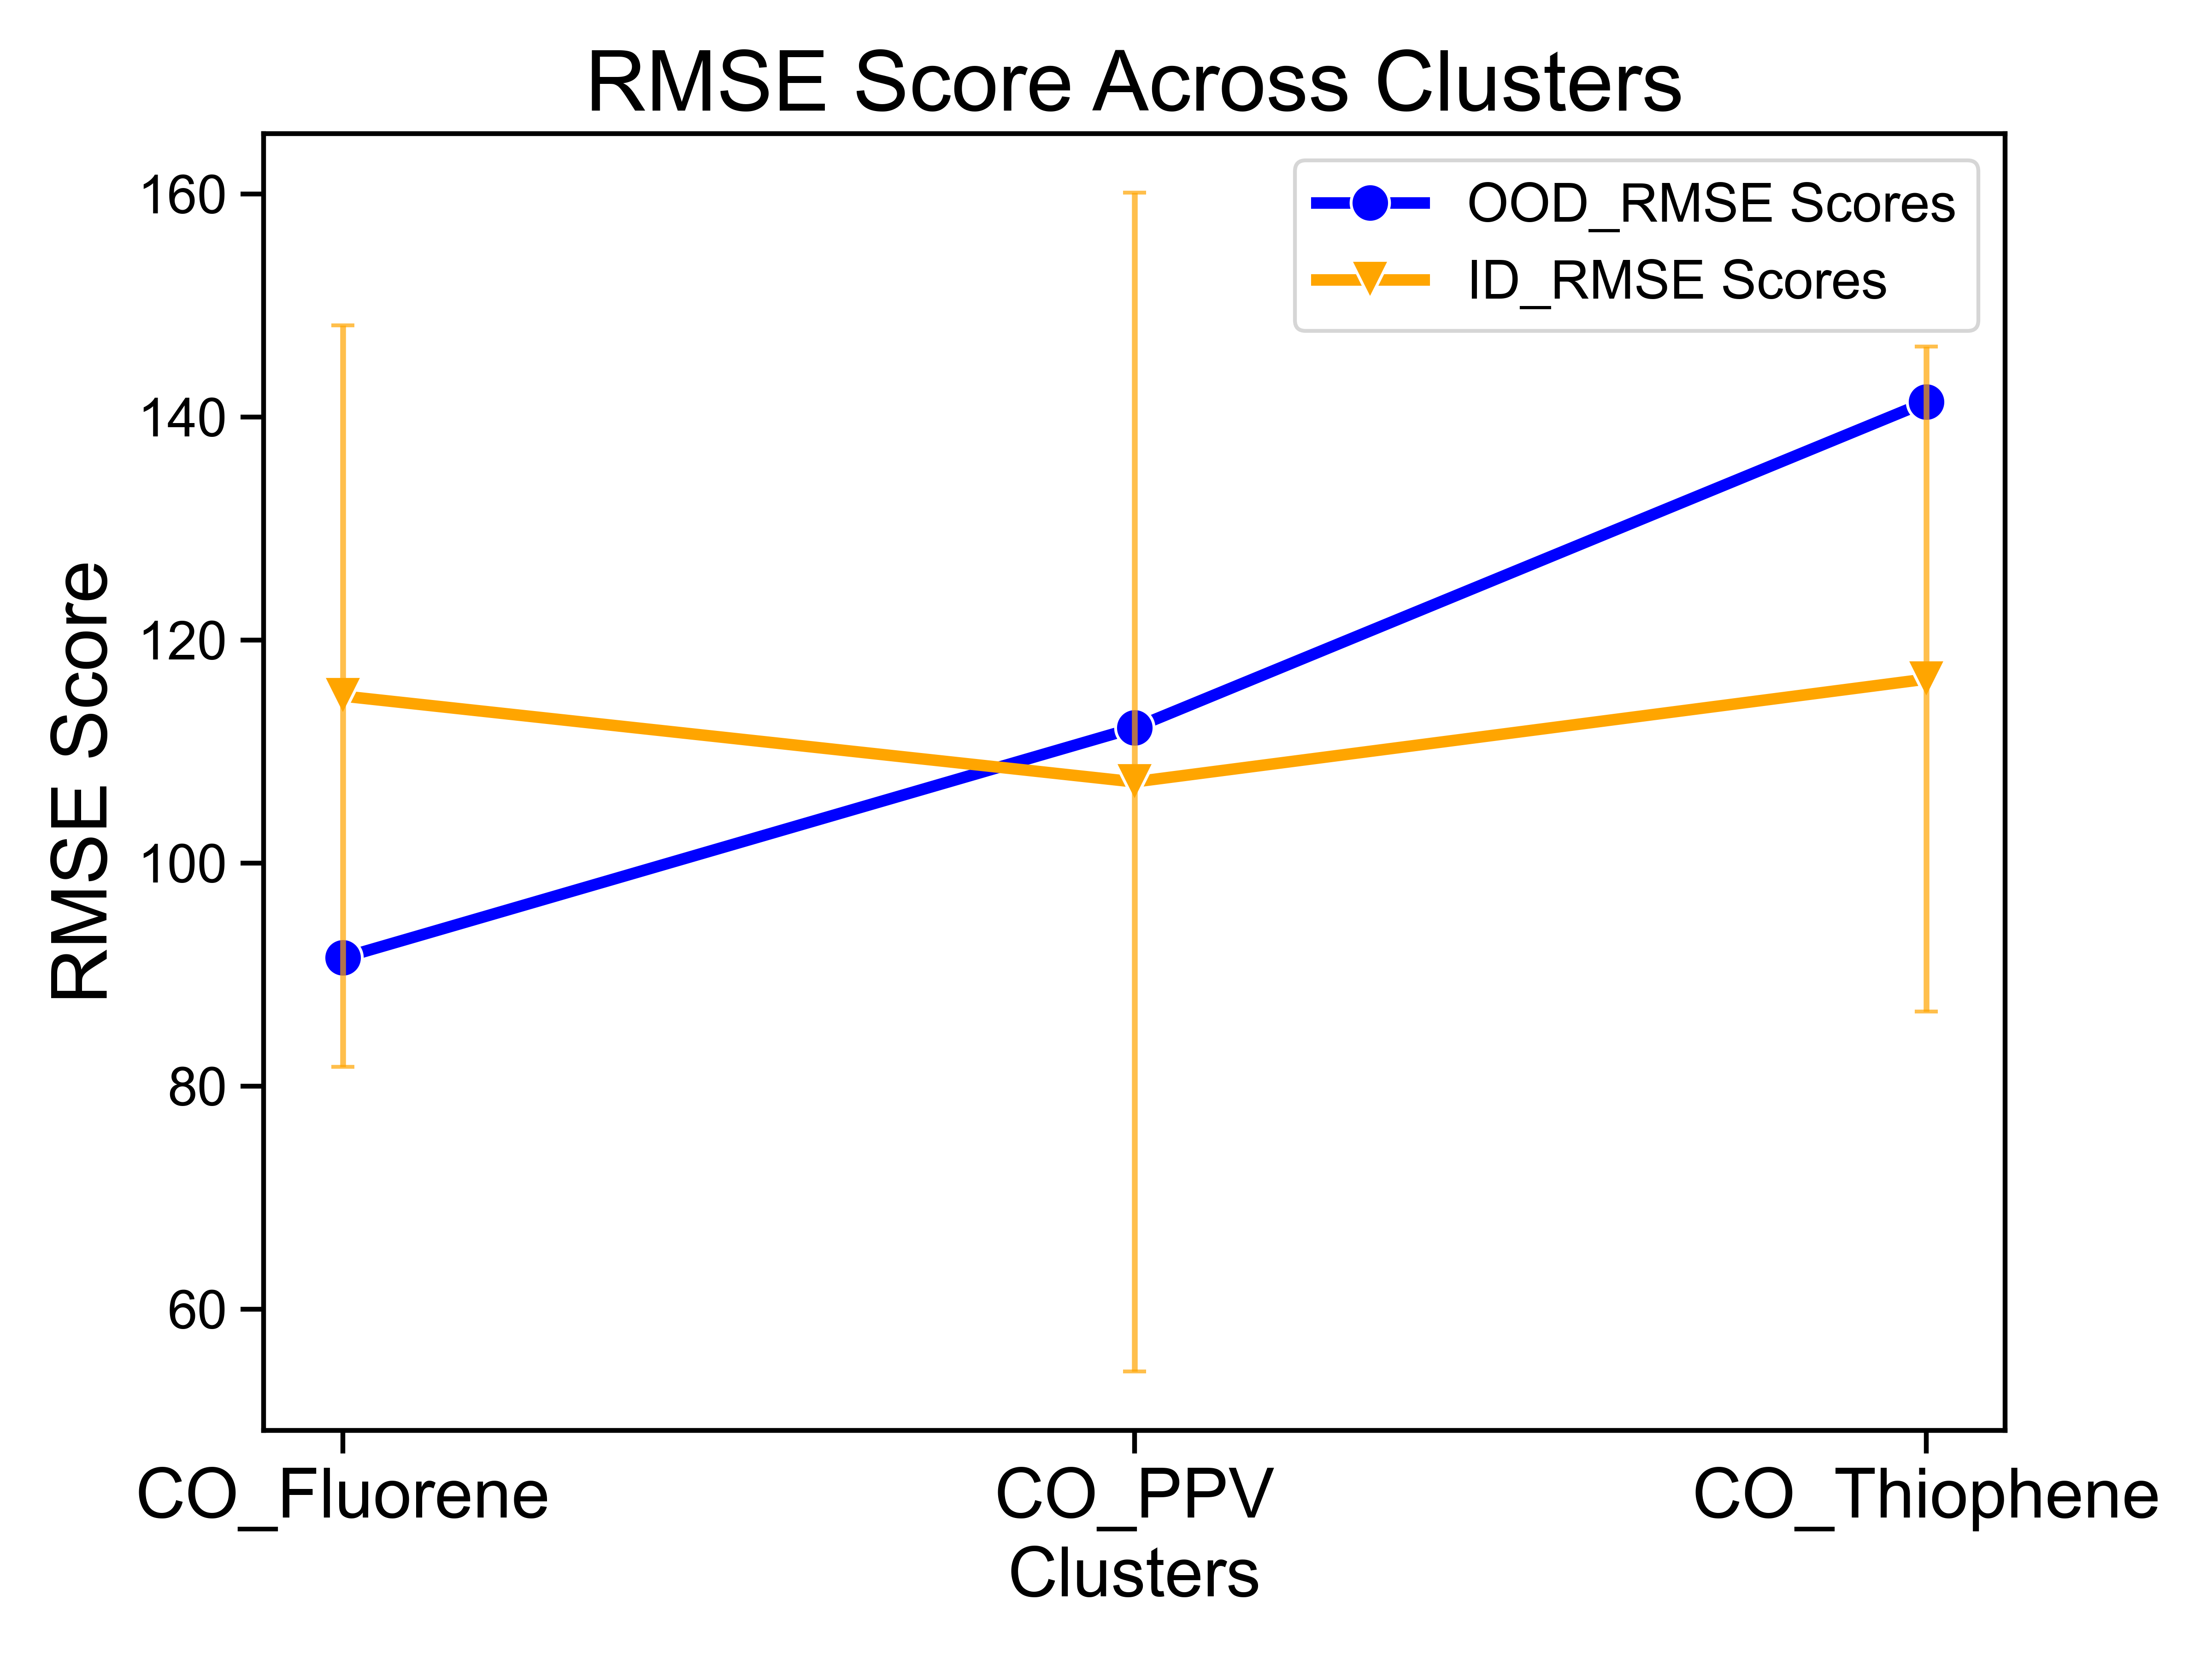 RMSE Score Across Clusters
OOD_RMSE Scores
ID_RMSE Scores
RMSE Score
160
140
120
100
80
60
CO_Fluorene
CO_PPV
CO_Thiophene
Clusters